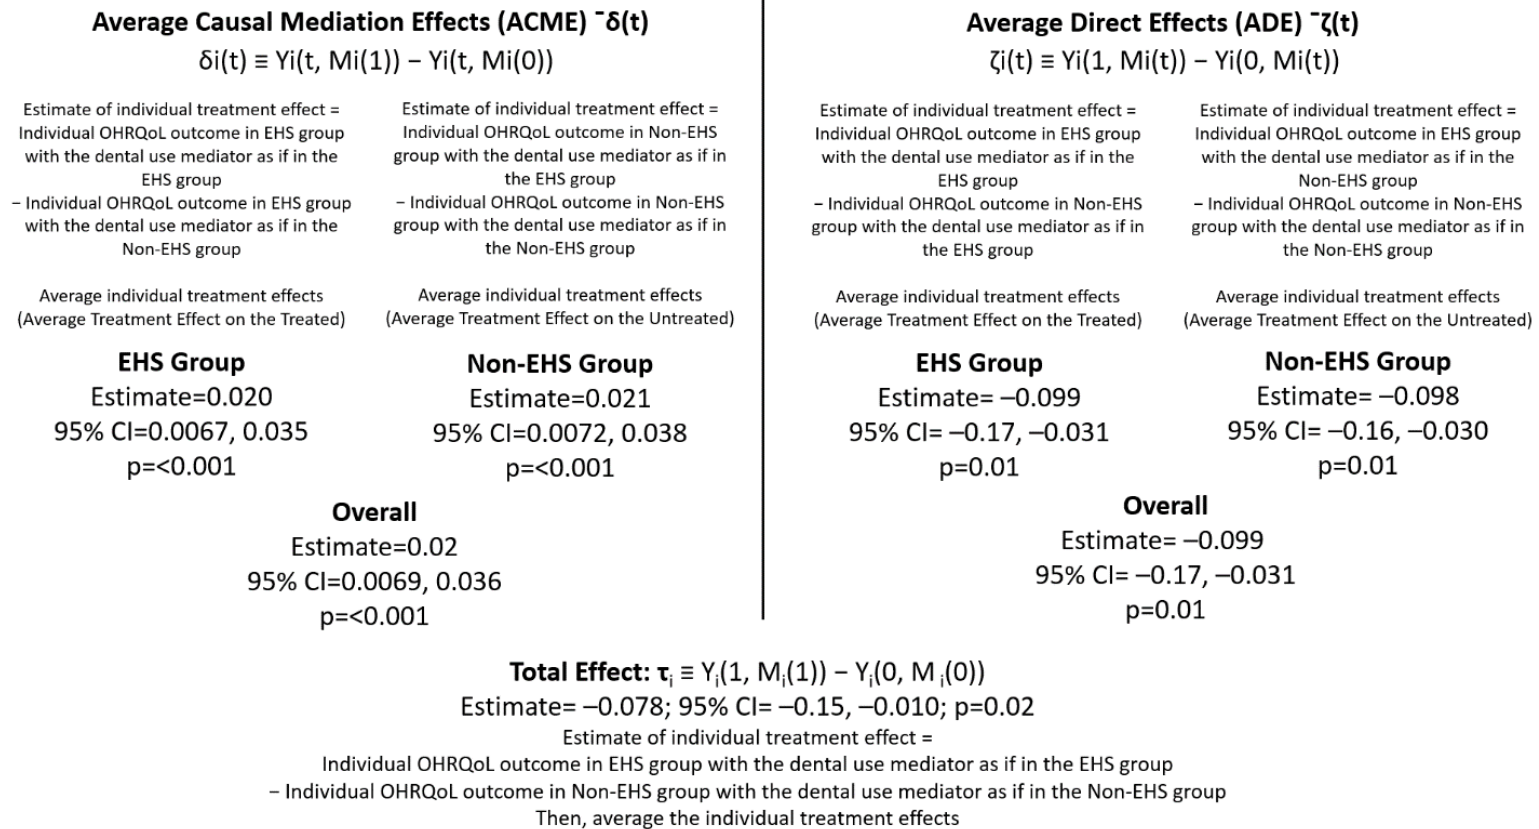 Average Causal Mediation Effects (ACME) ¯δ(t)
δi(t) ≡ Yi(t, Mi(1)) − Yi(t, Mi(0))
Estimate of individual treatment effect =
Individual OHRQoL outcome in EHS group
with the dental use mediator as if in the
EHS group
− Individual OHRQoL outcome in EHS group
with the dental use mediator as if in the
Non-EHS group
Average individual treatment effects
(Average Treatment Effect on the Treated)
EHS Group
Estimate=0.020
95% CI=0.0067, 0.035
p=<0.001
Estimate of individual treatment effect =
Individual OHRQoL outcome in Non-EHS
group with the dental use mediator as if in
the EHS group
− Individual OHRQoL outcome in Non-EHS
group with the dental use mediator as if in
the Non-EHS group
Average individual treatment effects
(Average Treatment Effect on the Untreated)
Non-EHS Group
Estimate=0.021
95% CI=0.0072, 0.038
p=<0.001
Overall
Estimate=0.02
95% CI=0.0069, 0.036
p=<0.001
Average Direct Effects (ADE) ¯ζ(t)
ζi(t) ≡ Yi(1, Mi(t)) − Yi(0, Mi(t))
Estimate of individual treatment effect =
Individual OHRQoL outcome in EHS group
with the dental use mediator as if in the
EHS group
− Individual OHRQoL outcome in Non-EHS
group with the dental use mediator as if in
the EHS group
Average individual treatment effects
(Average Treatment Effect on the Treated)
EHS Group
Estimate= −0.099
95% CI= −0.17, −0.031
p=0.01
Estimate of individual treatment effect =
Individual OHRQoL outcome in EHS group
with the dental use mediator as if in the
Non-EHS group
− Individual OHRQoL outcome in Non-EHS
group with the dental use mediator as if in
the Non-EHS group
Average individual treatment effects
(Average Treatment Effect on the Untreated)
Non-EHS Group
Estimate= −0.098
95% CI= −0.16, −0.030
p=0.01
Overall
Estimate= −0.099
95% CI= −0.17, −0.031
p=0.01
Total Effect: τi ≡ Yi(1, Mi(1)) − Yi(0, M i(0))
Estimate= −0.078; 95% CI= −0.15, −0.010; p=0.02
Estimate of individual treatment effect =
Individual OHRQoL outcome in EHS group with the dental use mediator as if in the EHS group
− Individual OHRQoL outcome in Non-EHS group with the dental use mediator as if in the Non-EHS group
Then, average the individual treatment effects